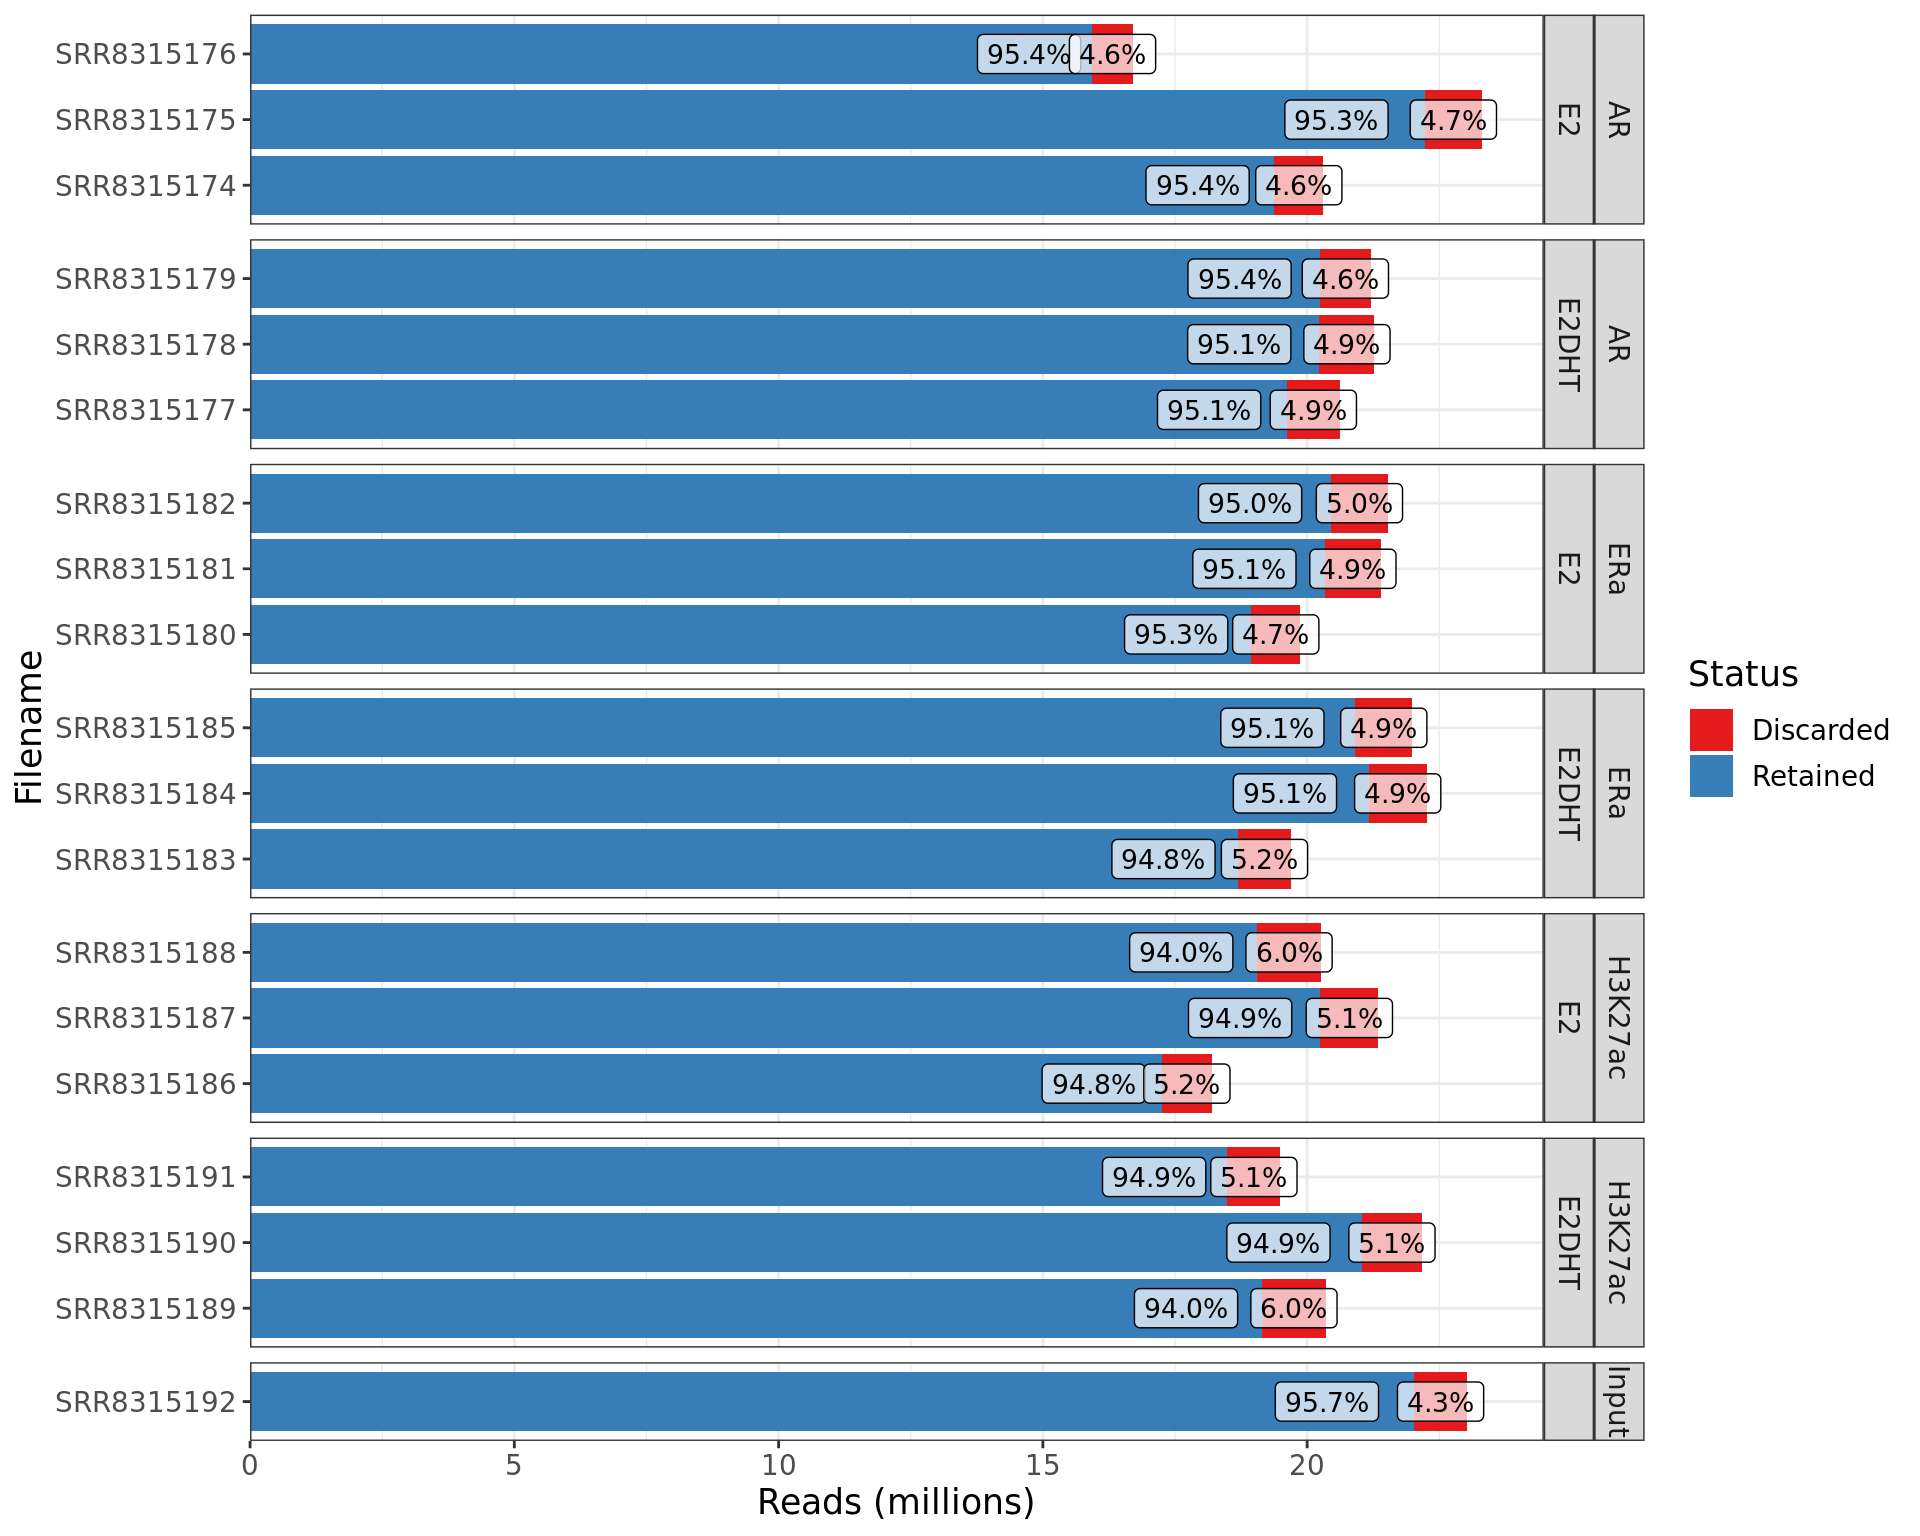 SRR8315176 95.4% 4.6%
SRR8315175 95.3% 4.7%
SRR8315174 95.4% 4.6%
E2
AR
SRR8315179 95.4% 4.6%
SRR8315178 95.1% 4.9%
SRR8315177 95.1% 4.9%
E2DHT
AR
SRR8315182 95.0% 5.0%
SRR8315181 95.1% 4.9%
SRR8315180 95.3% 4.7%
E2
ERa
SRR8315185 95.1% 4.9%
SRR8315184 95.1% 4.9%
SRR8315183 94.8% 5.2%
E2DHT
ERa
SRR8315188 94.0% 6.0%
SRR8315187 94.9% 5.1%
SRR8315186 94.8% 5.2%
E2
H3K27ac
SRR8315191 94.9% 5.1%
SRR8315190 94.9% 5.1%
SRR8315189 94.0% 6.0%
E2DHT
H3K27ac
SRR8315192 95.7% 4.3%
Input
0 5 10 15 20
Reads (millions)
Filename
Status
Discarded
Retained